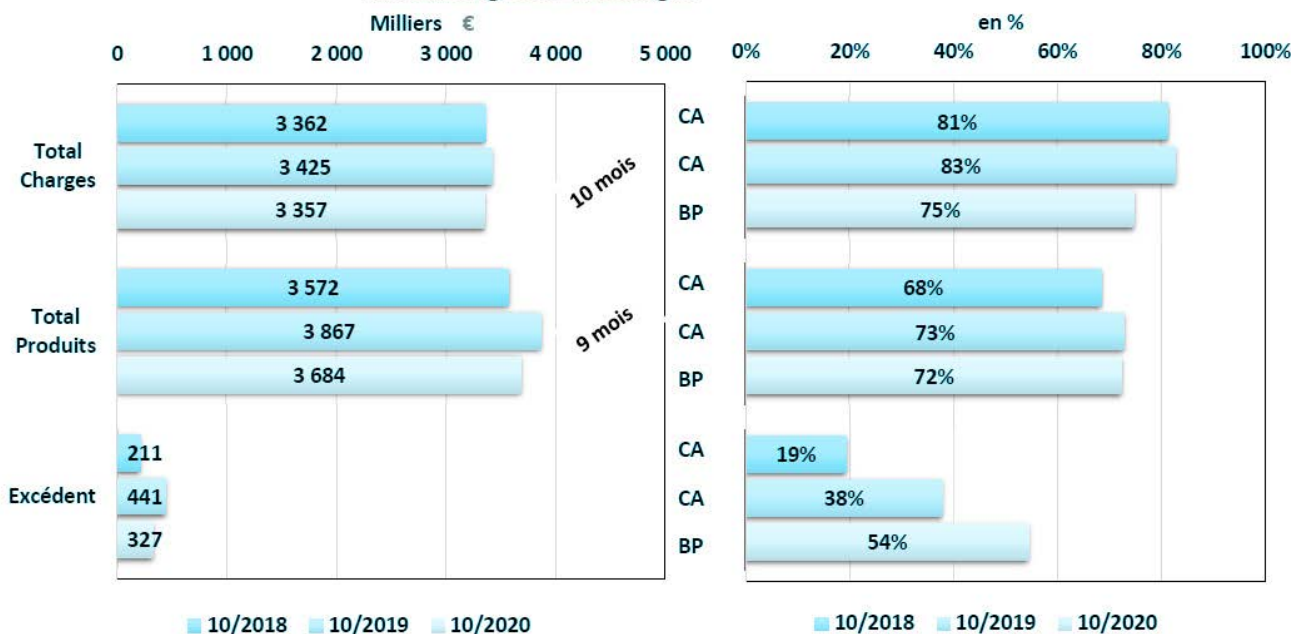 Milliers €
0 1 000 2 000 3 000 4 000 5 000
Total
Charges
3 362
3 425
3 357
10 mois
Total
Produits
3 572
3 867
3 684
9 mois
Excédent
211
441
327
10/2018 10/2019 10/2020
en %
0% 20% 40% 60% 80% 100%
CA 81%
CA 83%
BP 75%
CA 68%
CA 73%
BP 72%
CA 19%
CA 38%
BP 54%
10/2018 10/2019 10/2020